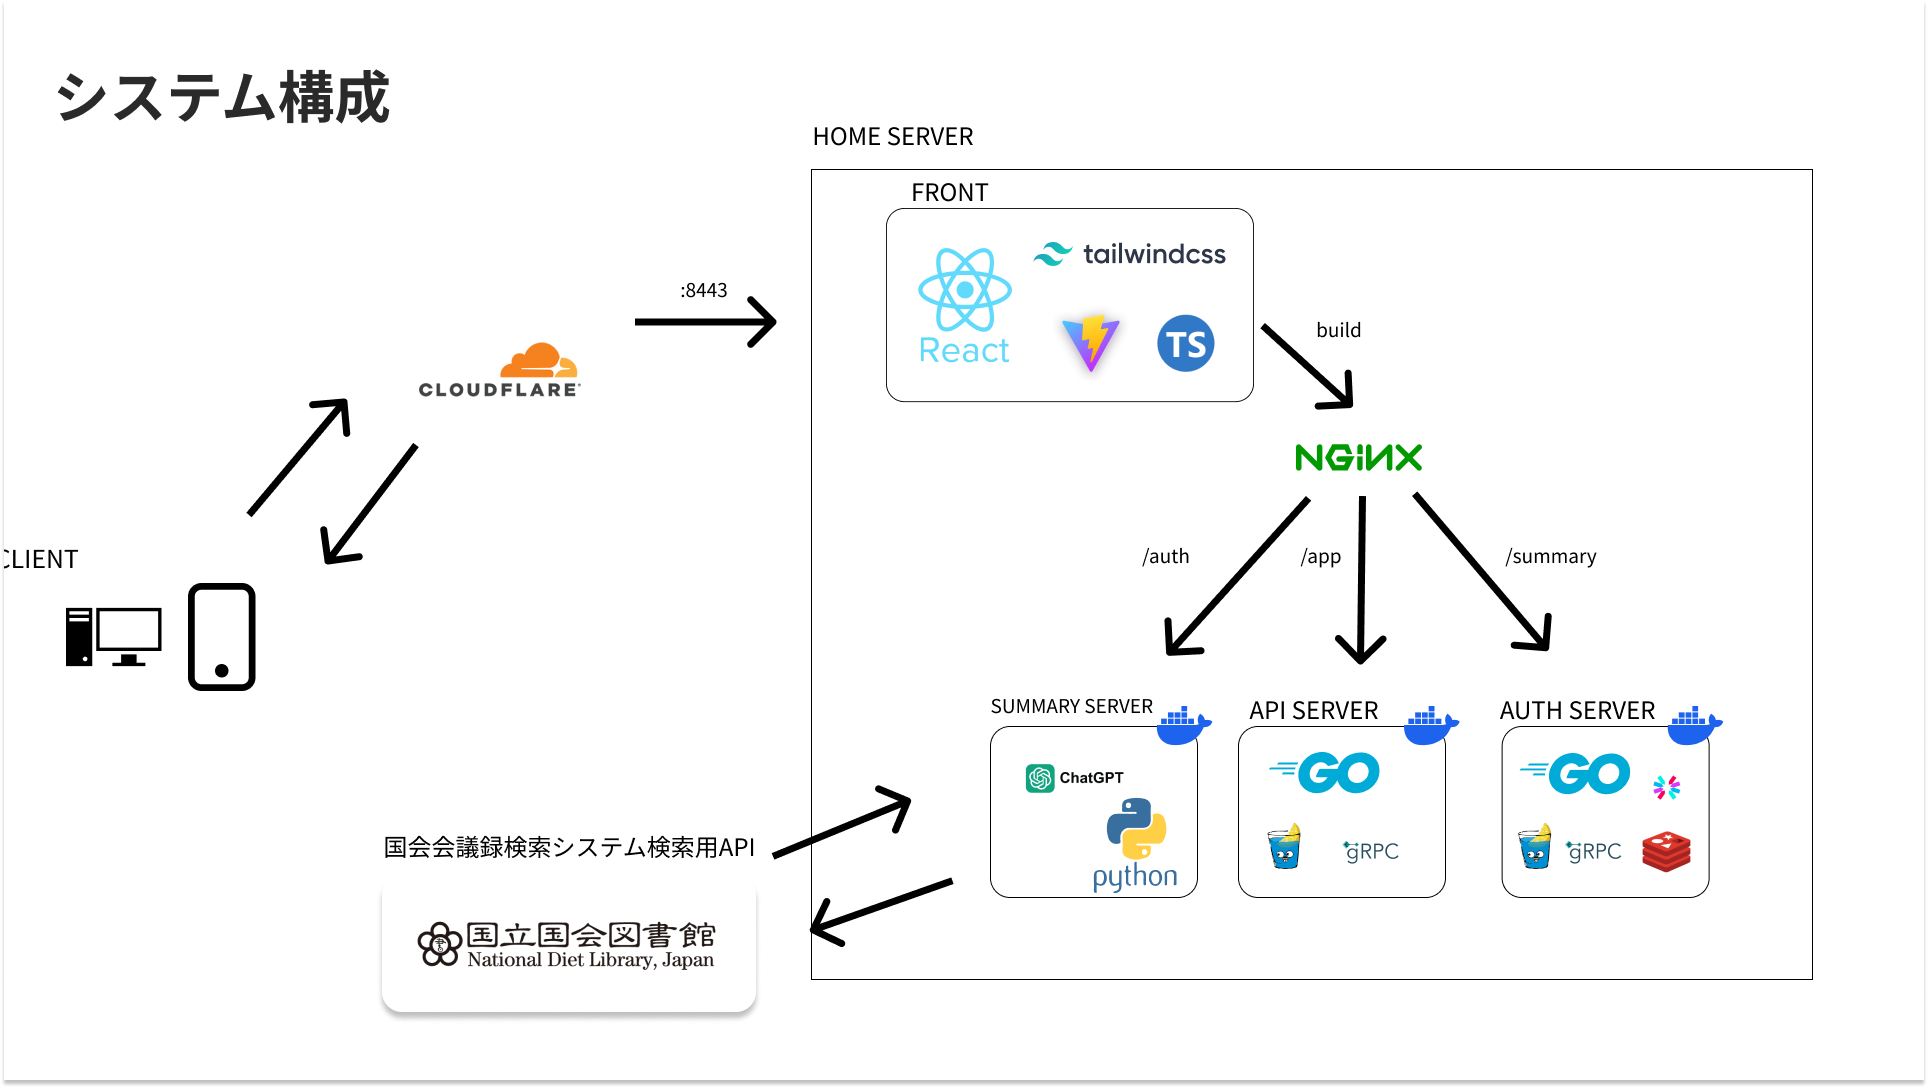 システム構成
HOME SERVER
FRONT
tailwindcss
React
TS
:8443
build
CLOUDFLARE
NGINX
/auth
/app
/summary
CLIENT
SUMMARY SERVER
API SERVER
AUTH SERVER
ChatGPT
python
GO
gRPC
GO
gRPC
国会会議録検索システム検索用API
国立国会図書館
National Diet Library, Japan